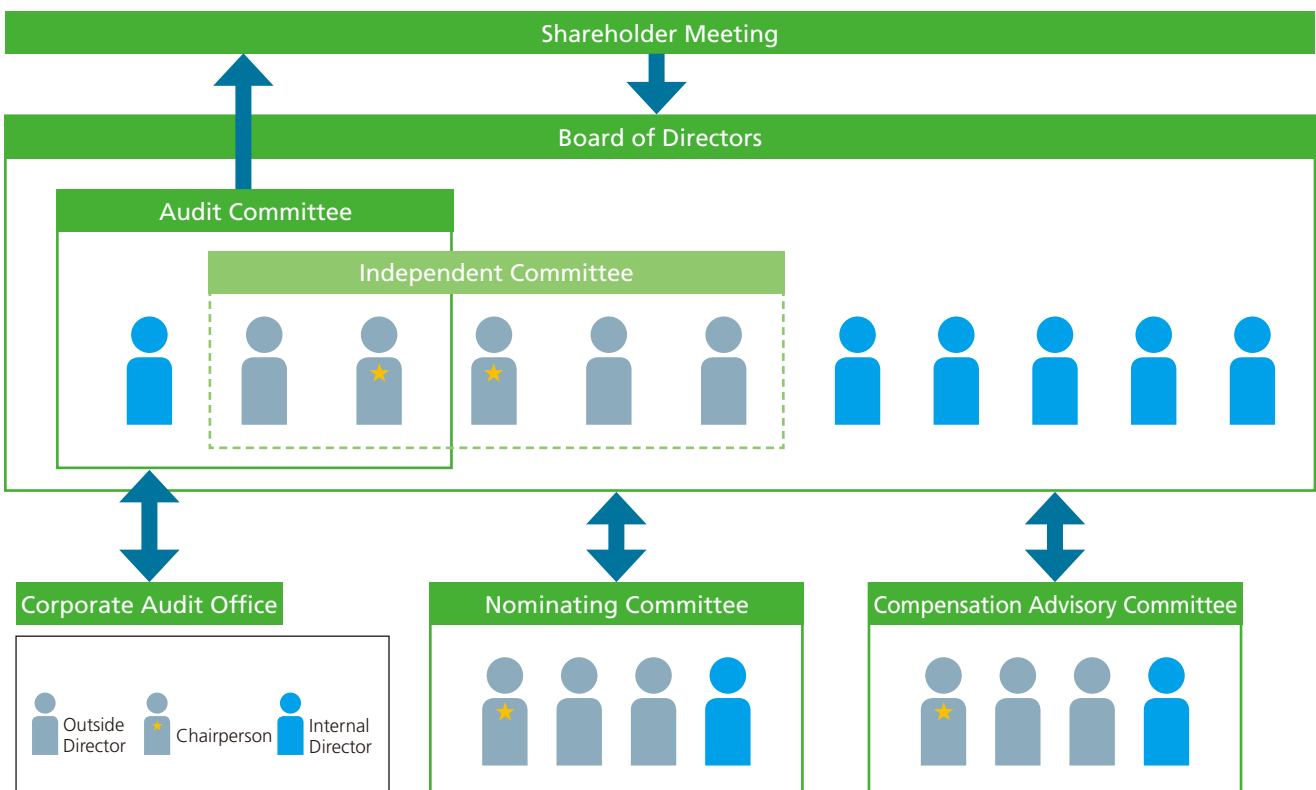 Shareholder Meeting
Board of Directors
Audit Committee
Independent Committee
Corporate Audit Office
Nominating Committee
Compensation Advisory Committee
Outside
Director
Chairperson
Internal
Director